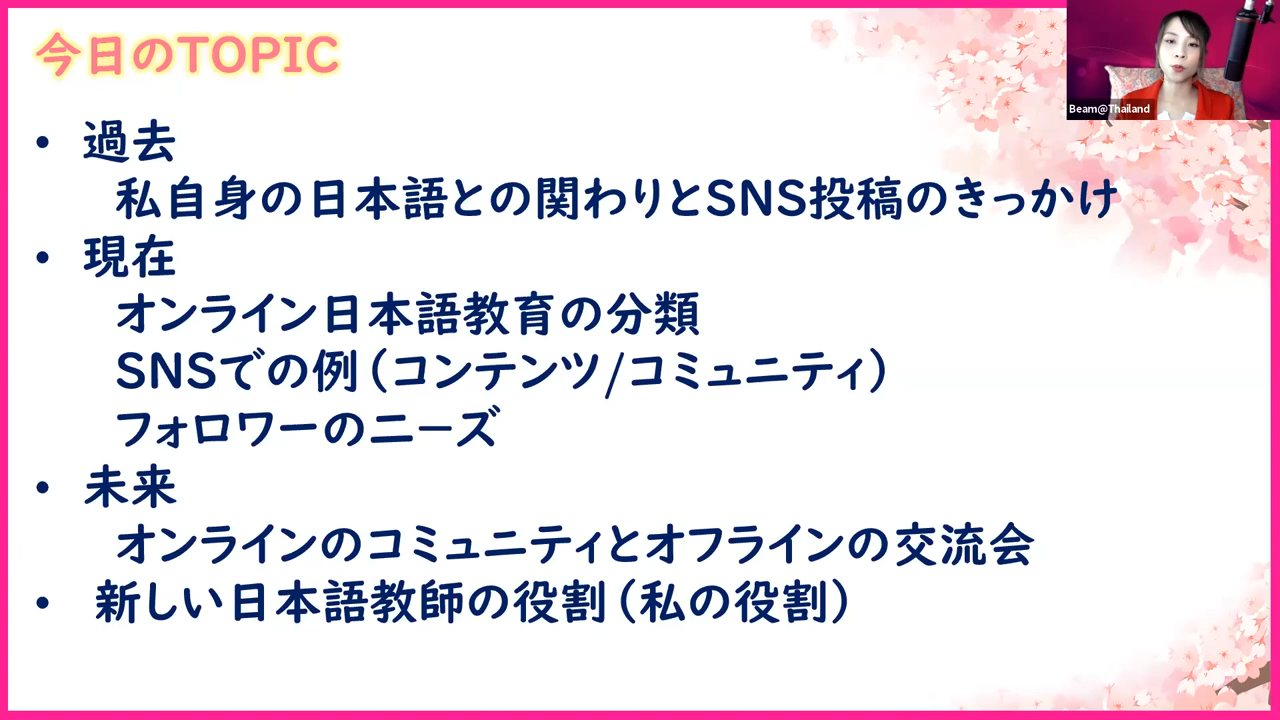 今日のTOPIC
Beam@Thailand
• 過去
私自身の日本語との関わりとSNS投稿のきっかけ
• 現在
オンライン日本語教育の分類
SNSでの例(コンテンツ/コミュニティ)
フォロワーのニーズ
• 未来
オンラインのコミュニティとオフラインの交流会
• 新しい日本語教師の役割(私の役割)